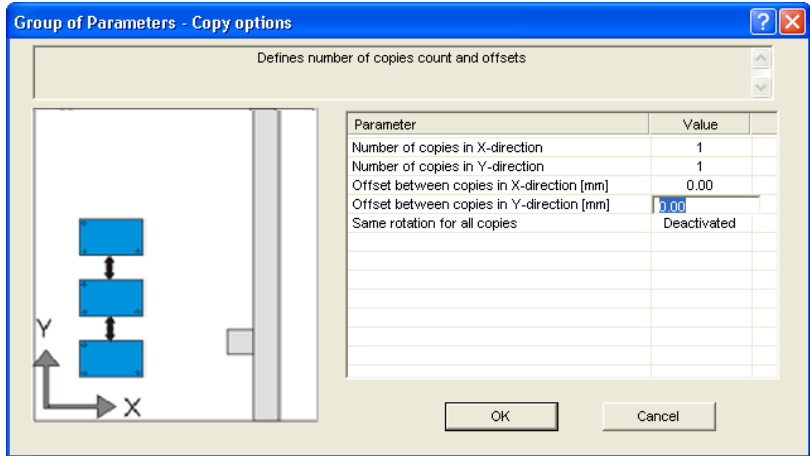 Group of Parameters - Copy options
Defines number of copies count and offsets
Parameter Value
Number of copies in X-direction 1
Number of copies in Y-direction 1
Offset between copies in X-direction [mm] 0.00
Offset between copies in Y-direction [mm] 0.00
Same rotation for all copies Deactivated
Y
X
OK Cancel